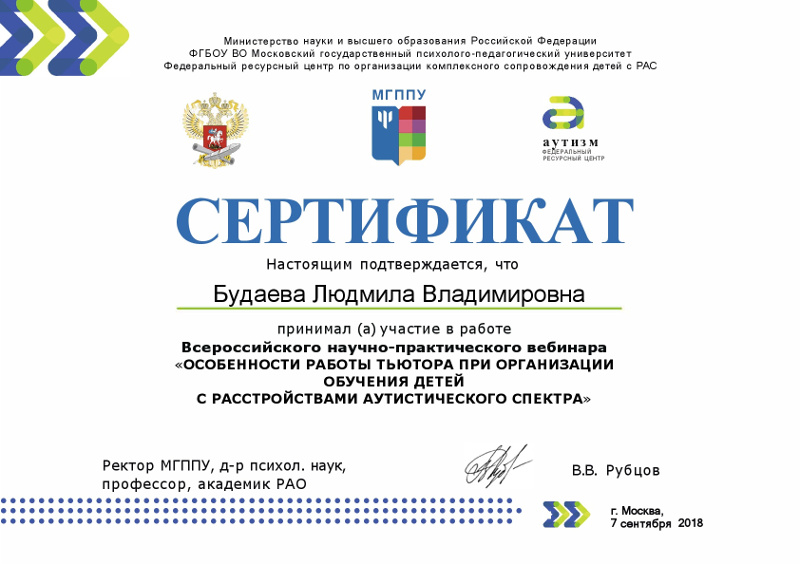 Министерство науки и высшего образования Российской Федерации
ФГБОУ ВО Московский государственный психолого-педагогический университет
Федеральный ресурсный центр по организации комплексного сопровождения детей с РАС
МГППУ
аутизм
ФЕДЕРАЛЬНЫЙ
РЕСУРСНЫЙ ЦЕНТР
СЕРТИФИКАТ
Настоящим подтверждается, что
Будаева Людмила Владимировна
принимал (а) участие в работе
Всероссийского научно-практического вебинара
«ОСОБЕННОСТИ РАБОТЫ ТЬЮТОРА ПРИ ОРГАНИЗАЦИИ
ОБУЧЕНИЯ ДЕТЕЙ
С РАССТРОЙСТВАМИ АУТИСТИЧЕСКОГО СПЕКТРА»
Ректор МГППУ, д-р психол. наук,
профессор, академик РАО
В.В. Рубцов
г. Москва,
7 сентября 2018